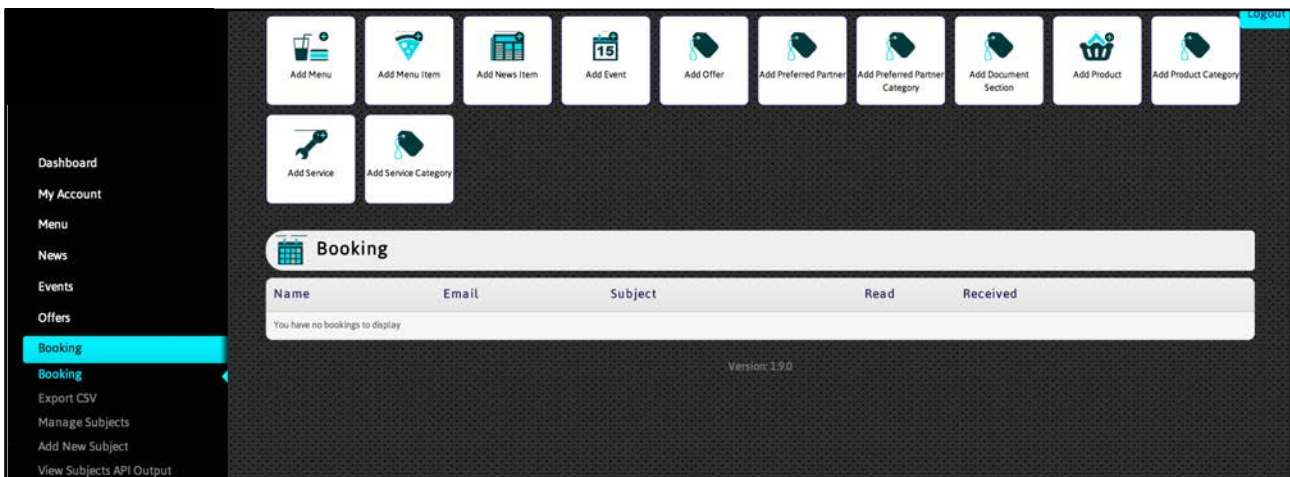 Logout
Add Menu
Add Menu Item
Add News Item
15
Add Event
Add Offer
Add Preferred Partner
Add Preferred Partner
Category
Add Document
Section
Add Product
Add Product Category
Add Service
Add Service Category
Dashboard
My Account
Menu
News
Events
Offers
Booking
Booking
Export CSV
Manage Subjects
Add New Subject
View Subjects API Output
Booking
Name Email Subject Read Received
You have no bookings to display
Version: 1.9.0